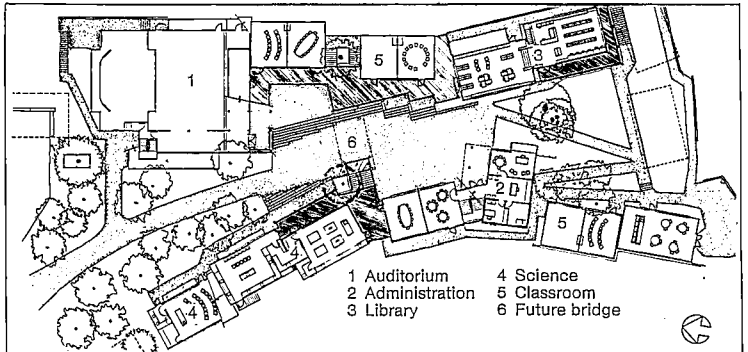 1
5
3
6
2
5
4
4
1 Auditorium
2 Administration
3 Library
4 Science
5 Classroom
6 Future bridge